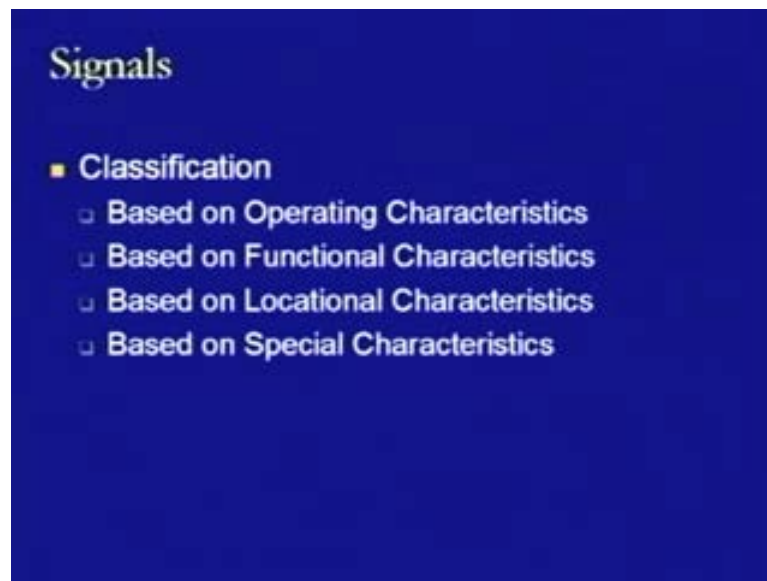 Signals
Classification
Based on Operating Characteristics
Based on Functional Characteristics
Based on Locational Characteristics
Based on Special Characteristics